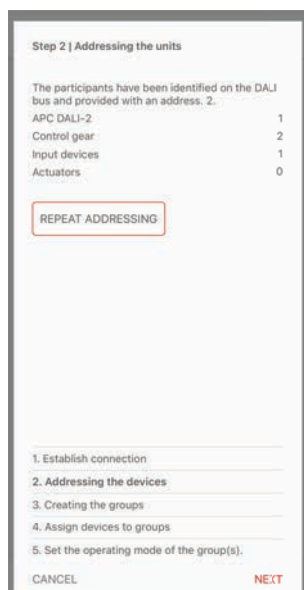 Step 2 | Addressing the units
The participants have been identified on the DALI
bus and provided with an address. 2.
APC DALI-2 1
Control gear 2
Input devices 1
Actuators 0
REPEAT ADDRESSING
1. Establish connection
2. Addressing the devices
3. Creating the groups
4. Assign devices to groups
5. Set the operating mode of the group(s).
CANCEL NEXT